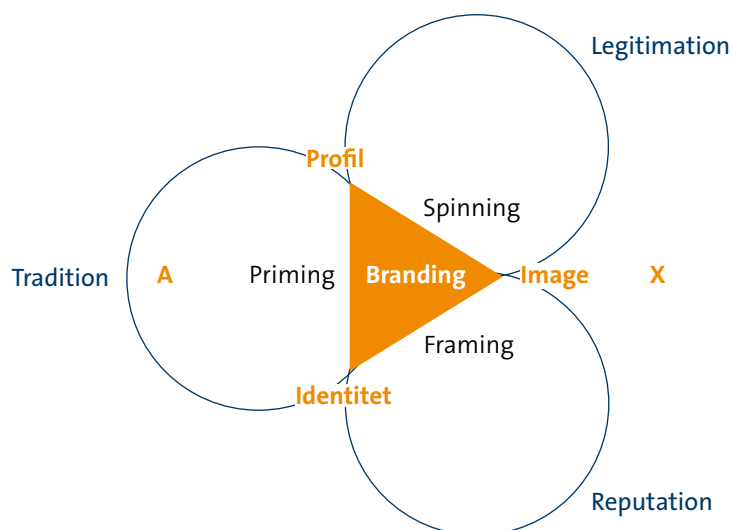 Legitimation
Profil
Spinning
Tradition
A
Priming
Branding
Image
X
Framing
Identitet
Reputation